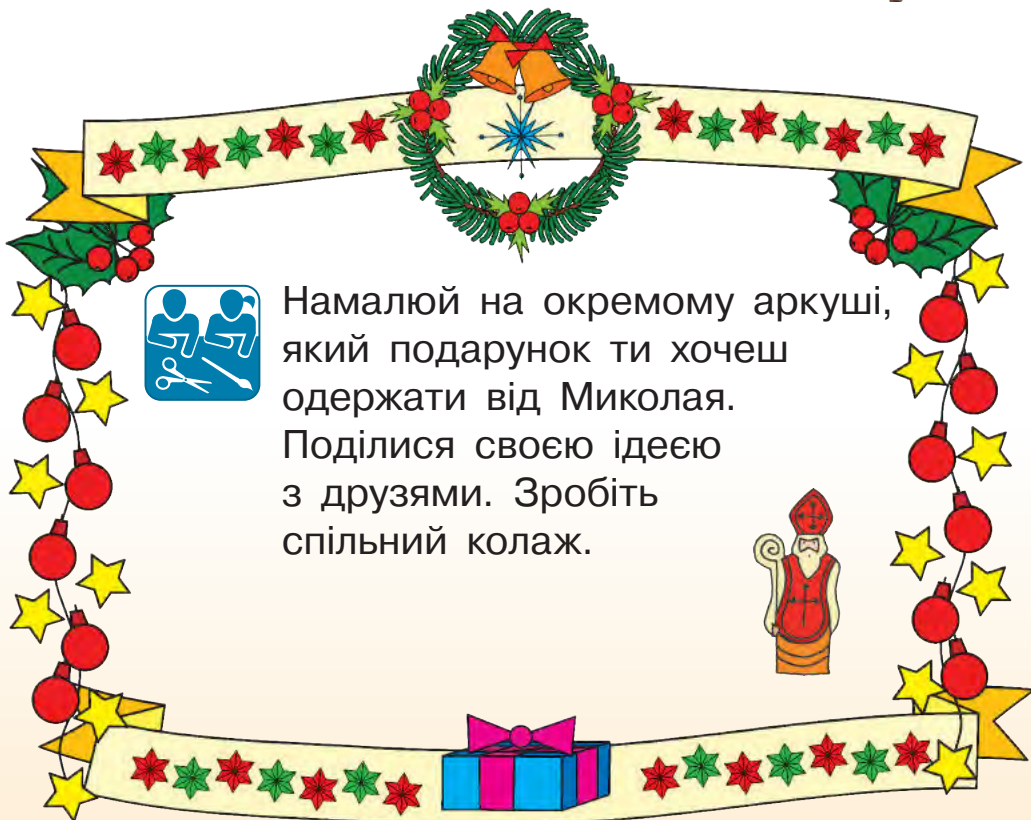 Намалюй на окремому аркуші,
який подарунок ти хочеш
одержати від Миколая.
Поділися своєю ідеєю
з друзями. Зробіть
спільний колаж.